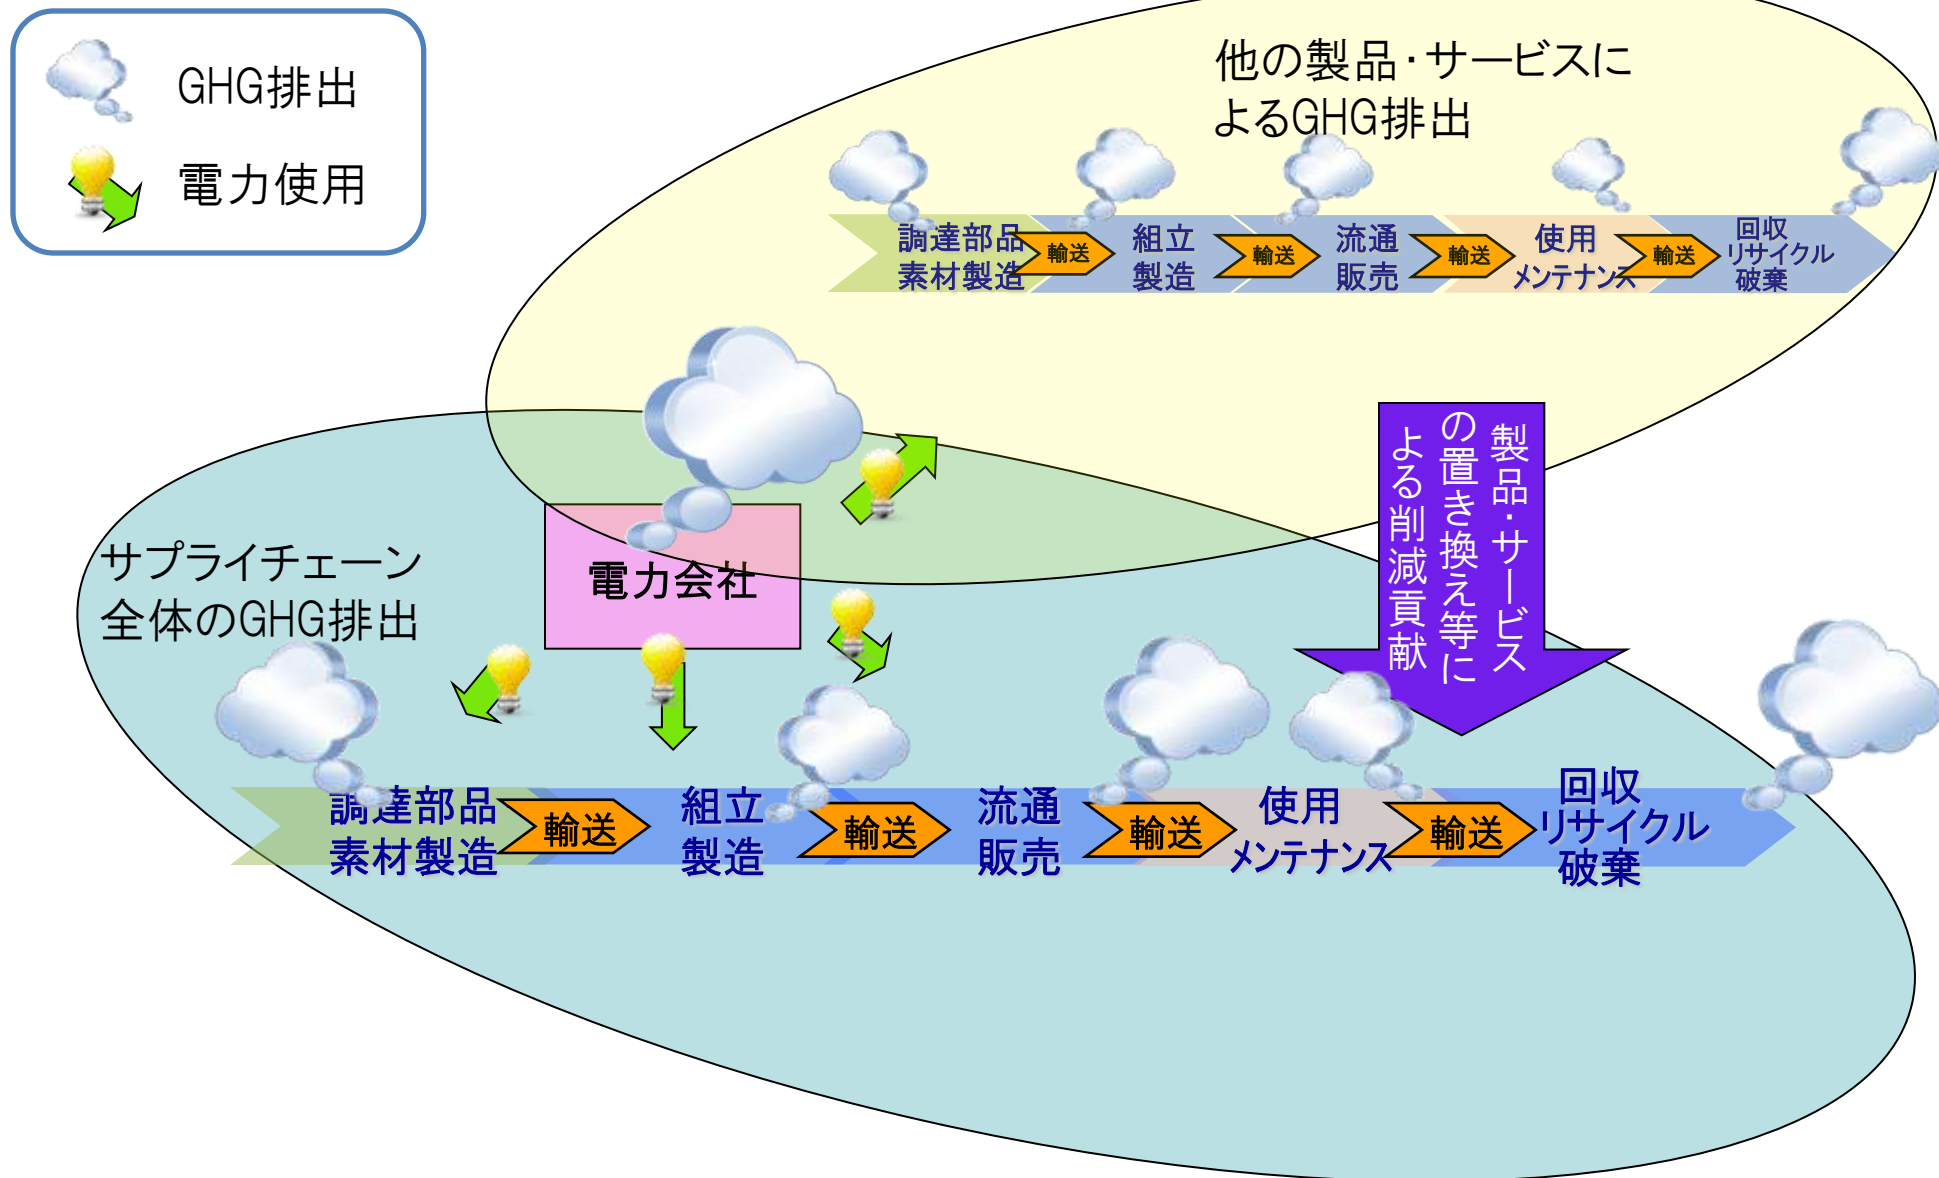 GHG排出
電力使用
他の製品・サービスに
よるGHG排出
調達部品
素材製造
輸送
組立
製造
輸送
流通
販売
輸送
使用
メンテナンス
輸送
回収
リサイクル
破棄
製品・サービス
の置き換え等に
よる削減貢献
サプライチェーン
全体のGHG排出
電力会社
調達部品
素材製造
輸送
組立
製造
輸送
流通
販売
輸送
使用
メンテナンス
輸送
回収
リサイクル
破棄